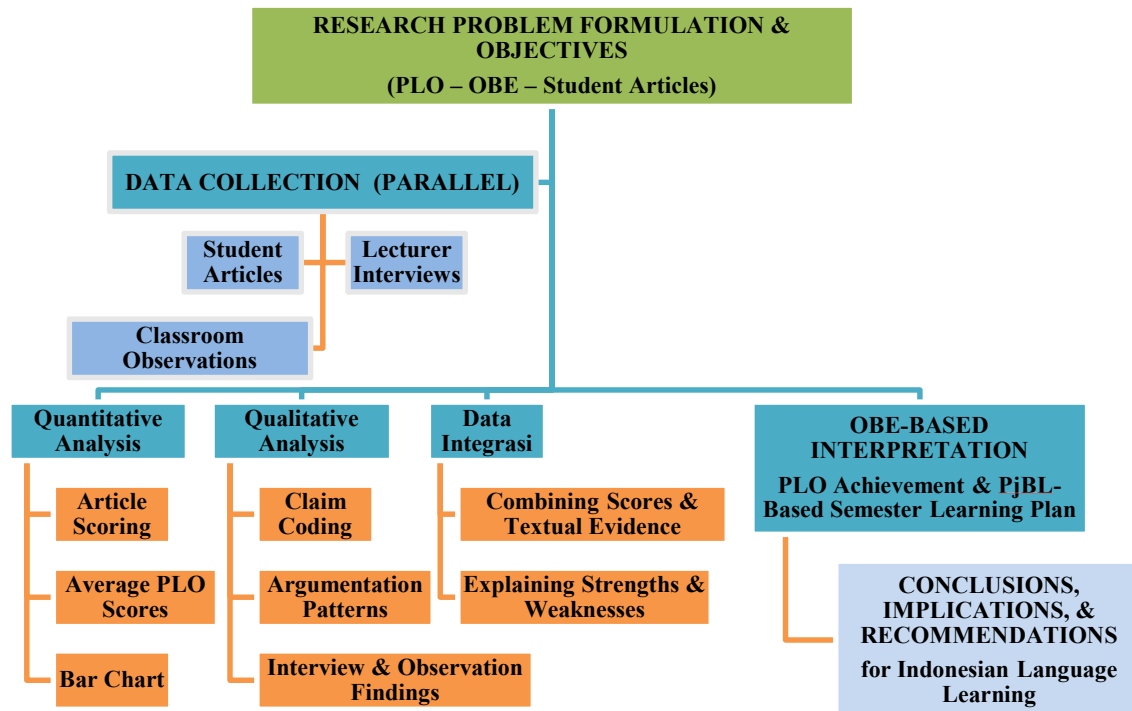 RESEARCH PROBLEM FORMULATION &
OBJECTIVES
(PLO – OBE – Student Articles)
DATA COLLECTION (PARALLEL)
Student
Articles
Lecturer
Interviews
Classroom
Observations
Quantitative
Analysis
Article
Scoring
Average PLO
Scores
Bar Chart
Qualitative
Analysis
Claim
Coding
Argumentation
Patterns
Interview & Observation
Findings
Data
Integrasi
Combining Scores &
Textual Evidence
Explaining Strengths &
Weaknesses
OBE-BASED
INTERPRETATION
PLO Achievement & PjBL-
Based Semester Learning Plan
CONCLUSIONS,
IMPLICATIONS, &
RECOMMENDATIONS
for Indonesian Language
Learning